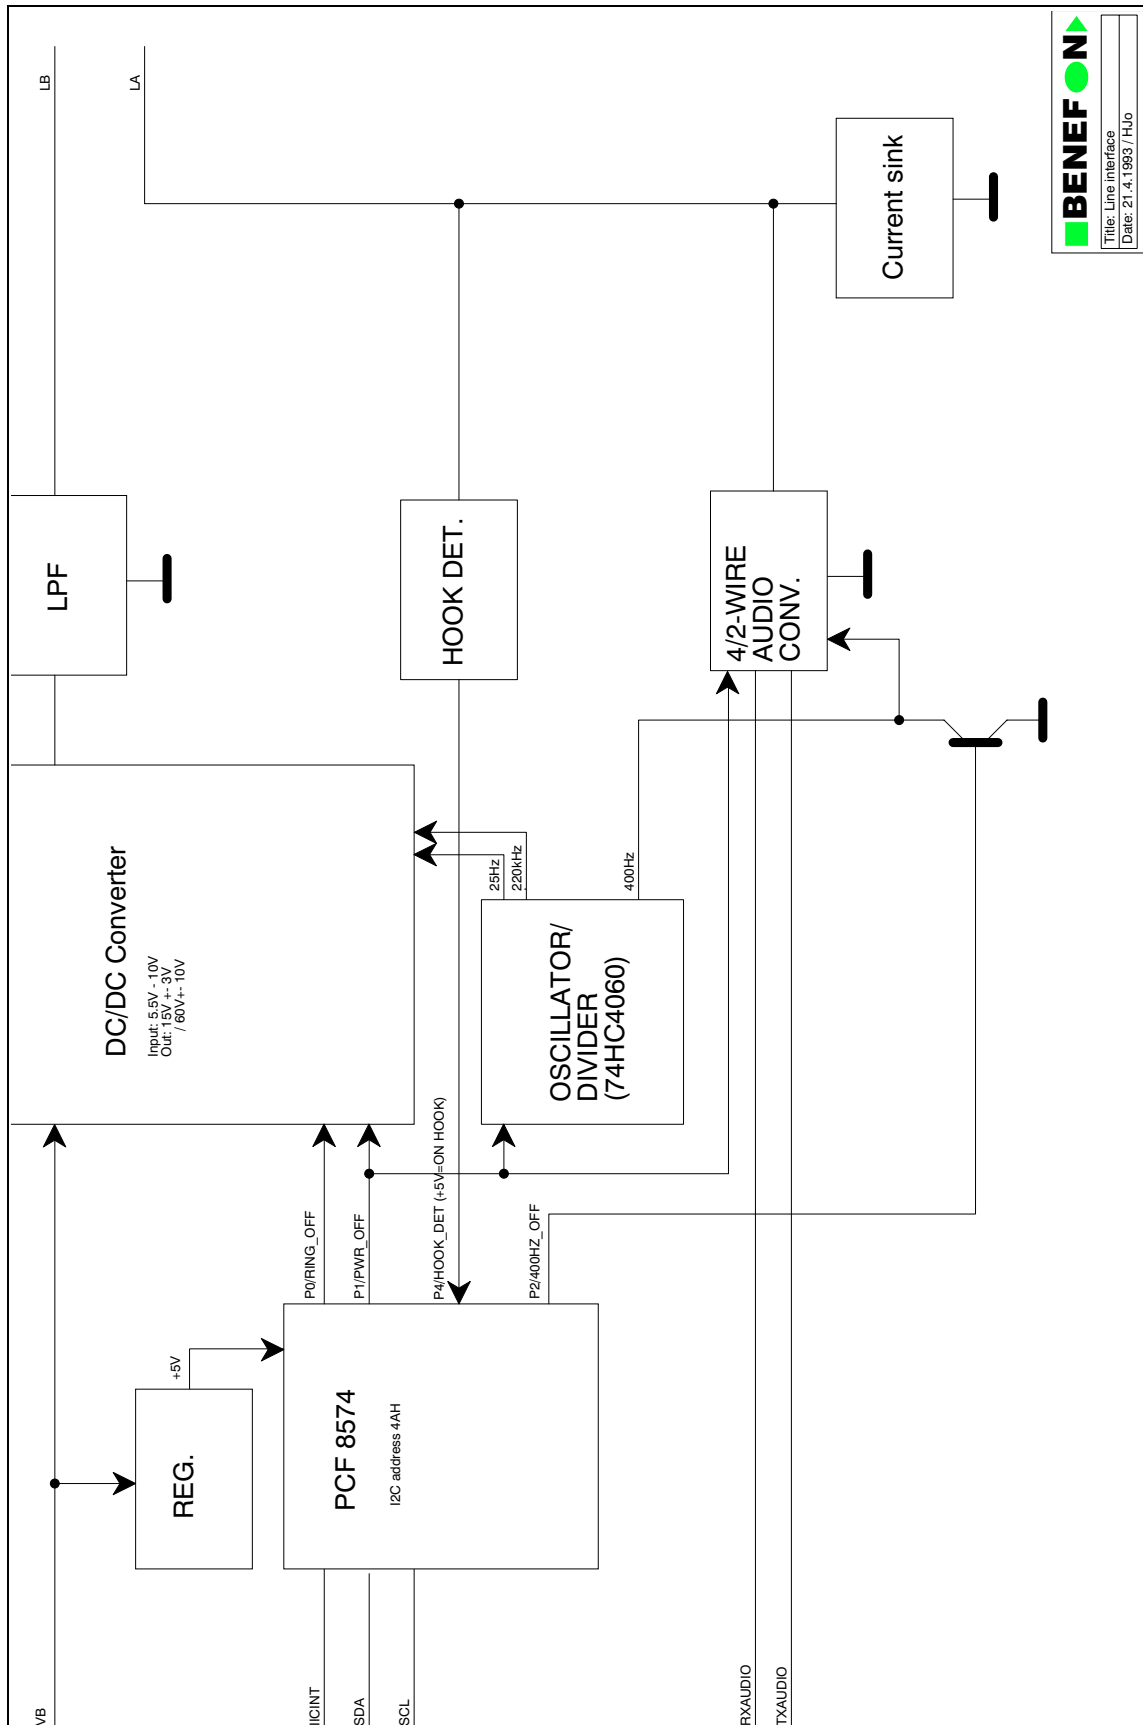 VB
IICINT
SDA
SCL
RXAUDIO
TXAUDIO
REG.
+5V
PCF 8574
I2C address 4AH
P0/RING_OFF
P1/PWR_OFF
P4/HOOK_DET (+5V=ON HOOK)
P2/400HZ_OFF
DC/DC Converter
Input: 5.5V - 10V
Out: 15V +- 3V
/ 60V+- 10V
OSCILLATOR/
DIVIDER
(74HC4060)
25Hz
220kHz
400Hz
LPF
HOOK DET.
4/2-WIRE
AUDIO
CONV.
LB
LA
Current sink
BENEFON
Title: Line interface
Date: 21.4.1993 / HJo